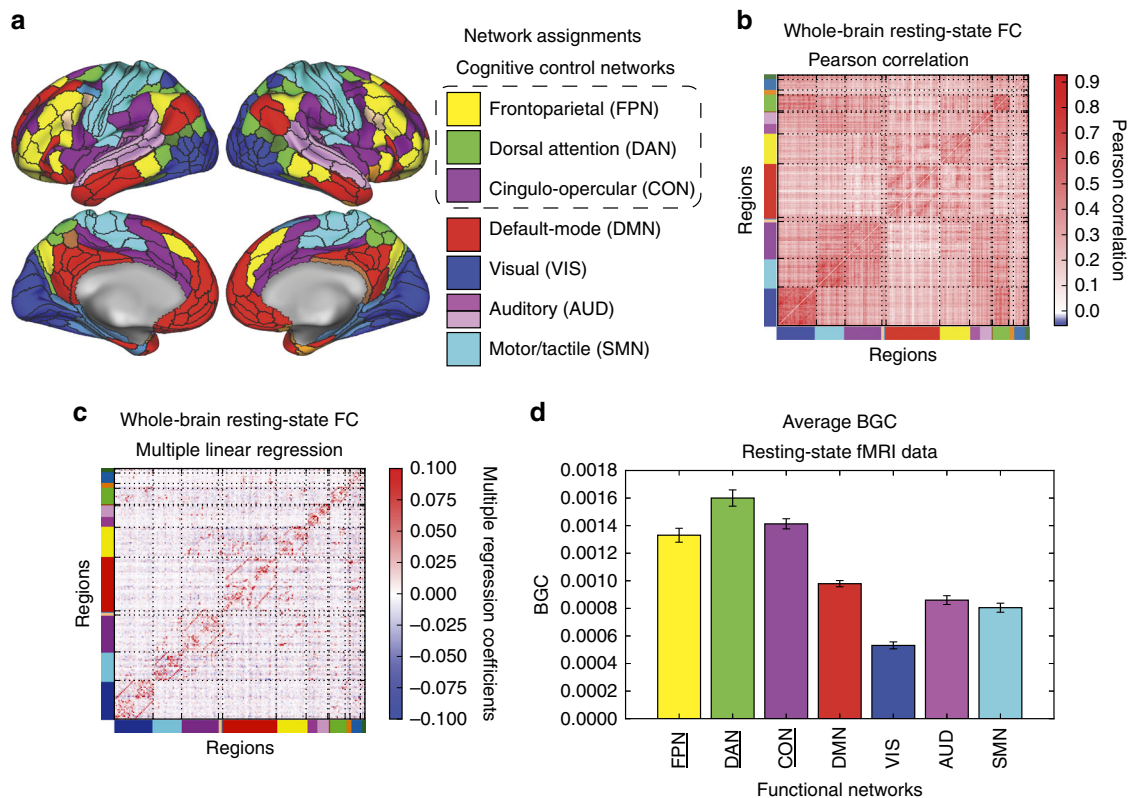 a
Network assignments
Cognitive control networks
Frontoparietal (FPN)
Dorsal attention (DAN)
Cingulo-opercular (CON)
Default-mode (DMN)
Visual (VIS)
Auditory (AUD)
Motor/tactile (SMN)
b
Whole-brain resting-state FC
Pearson correlation
Regions
Regions
0.9
0.8
0.7
0.6
0.5
0.4
0.3
0.2
0.1
0.0
Pearson correlation
c
Whole-brain resting-state FC
Multiple linear regression
Regions
Regions
0.100
0.075
0.050
0.025
0.000
−0.025
−0.050
−0.075
−0.100
Multiple regression coefficients
d
Average BGC
Resting-state fMRI data
BGC
0.0018
0.0016
0.0014
0.0012
0.0010
0.0008
0.0006
0.0004
0.0002
0.0000
FPN
DAN
CON
DMN
VIS
AUD
SMN
Functional networks